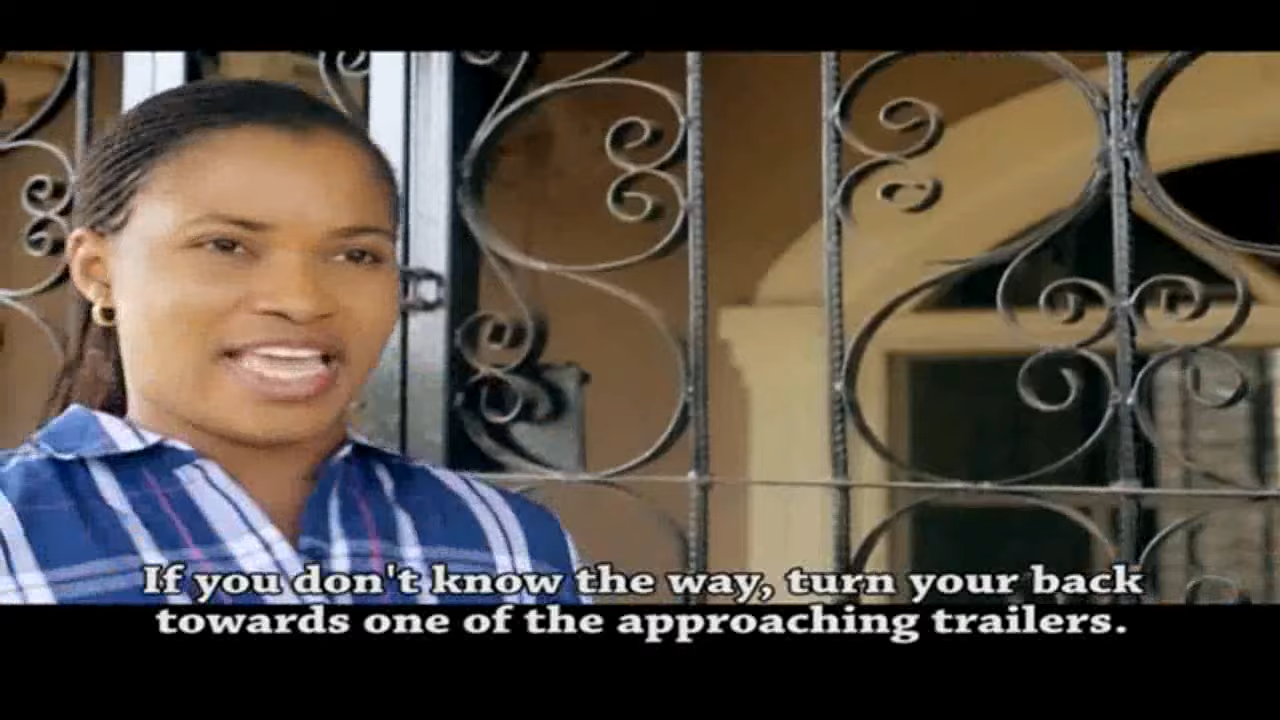 If you don't know the way, turn your back
towards one of the approaching trailers.